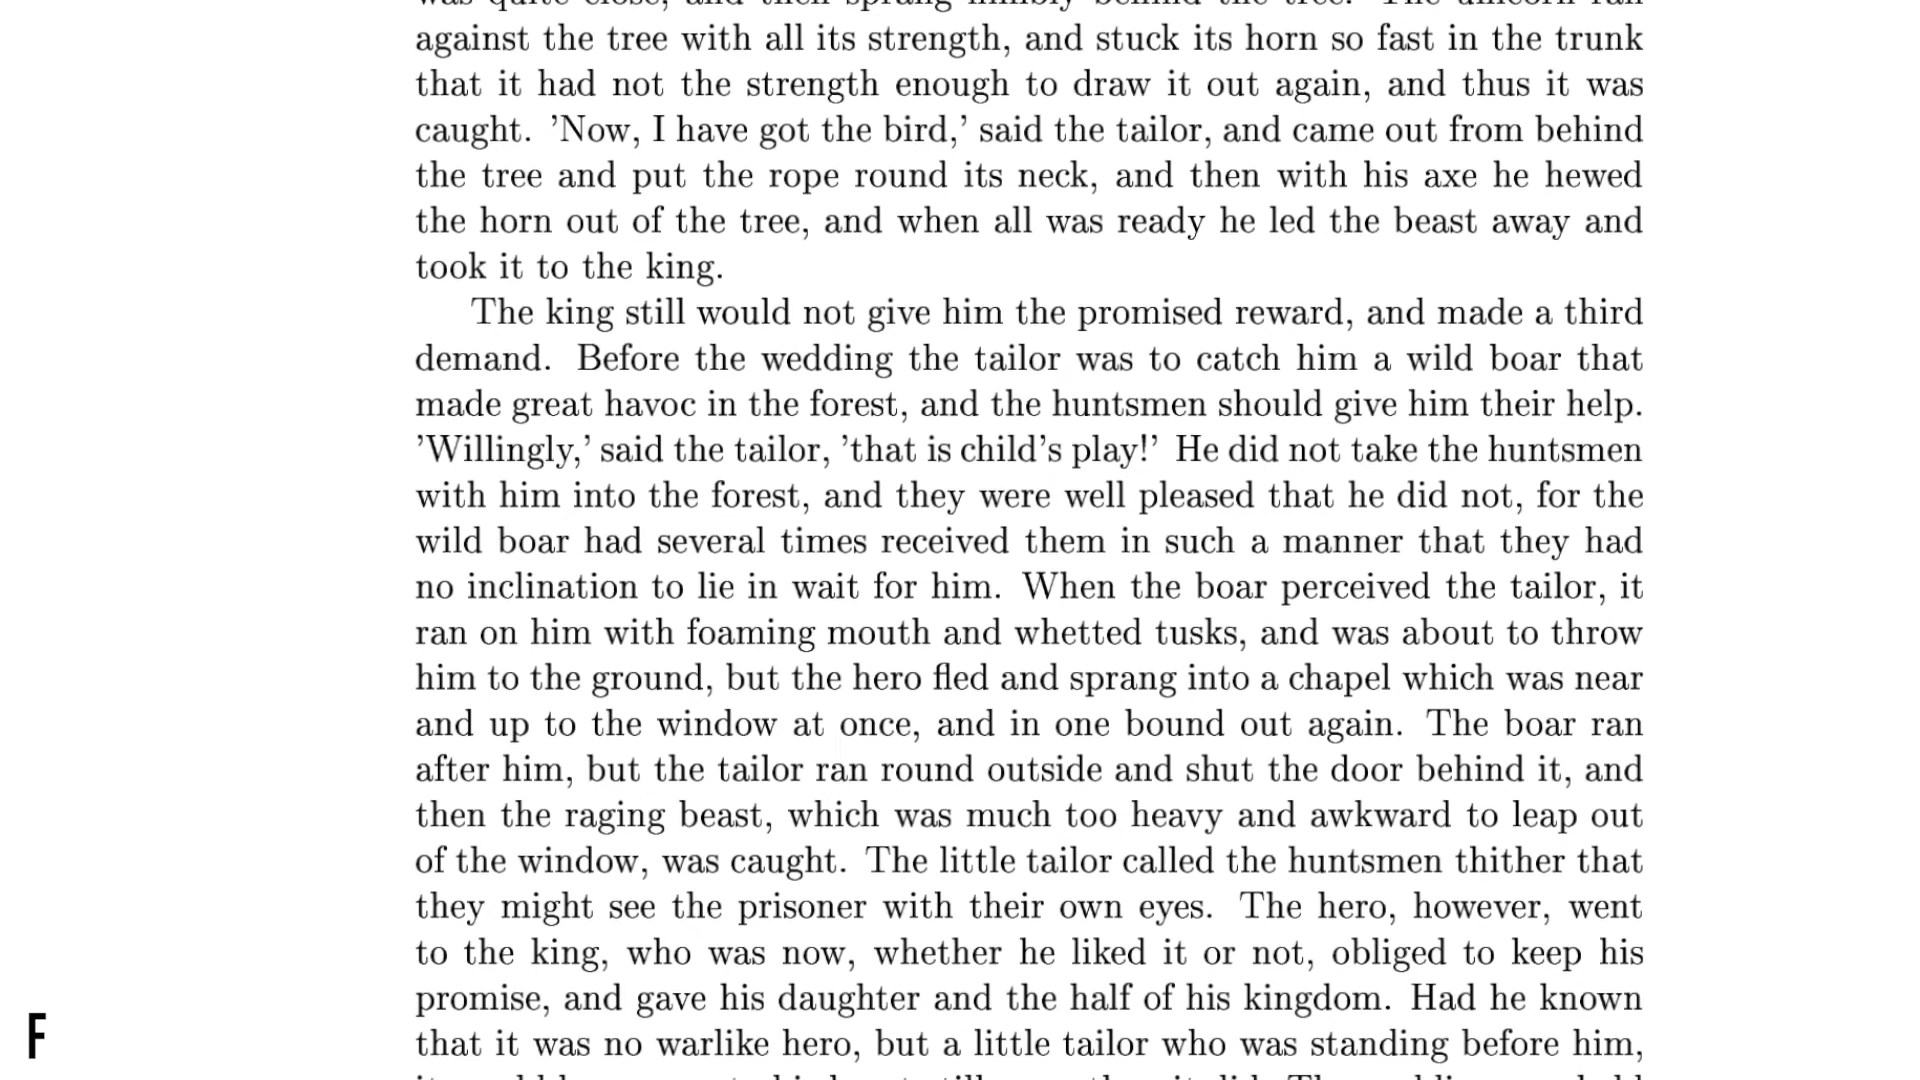 against the tree with all its strength, and stuck its horn so fast in the trunk
that it had not the strength enough to draw it out again, and thus it was
caught. ’Now, I have got the bird,’ said the tailor, and came out from behind
the tree and put the rope round its neck, and then with his axe he hewed
the horn out of the tree, and when all was ready he led the beast away and
took it to the king.
The king still would not give him the promised reward, and made a third
demand. Before the wedding the tailor was to catch him a wild boar that
made great havoc in the forest, and the huntsmen should give him their help.
’Willingly,’ said the tailor, ’that is child’s play!’ He did not take the huntsmen
with him into the forest, and they were well pleased that he did not, for the
wild boar had several times received them in such a manner that they had
no inclination to lie in wait for him. When the boar perceived the tailor, it
ran on him with foaming mouth and whetted tusks, and was about to throw
him to the ground, but the hero fled and sprang into a chapel which was near
and up to the window at once, and in one bound out again. The boar ran
after him, but the tailor ran round outside and shut the door behind it, and
then the raging beast, which was much too heavy and awkward to leap out
of the window, was caught. The little tailor called the huntsmen thither that
they might see the prisoner with their own eyes. The hero, however, went
to the king, who was now, whether he liked it or not, obliged to keep his
promise, and gave his daughter and the half of his kingdom. Had he known
that it was no warlike hero, but a little tailor who was standing before him,
F